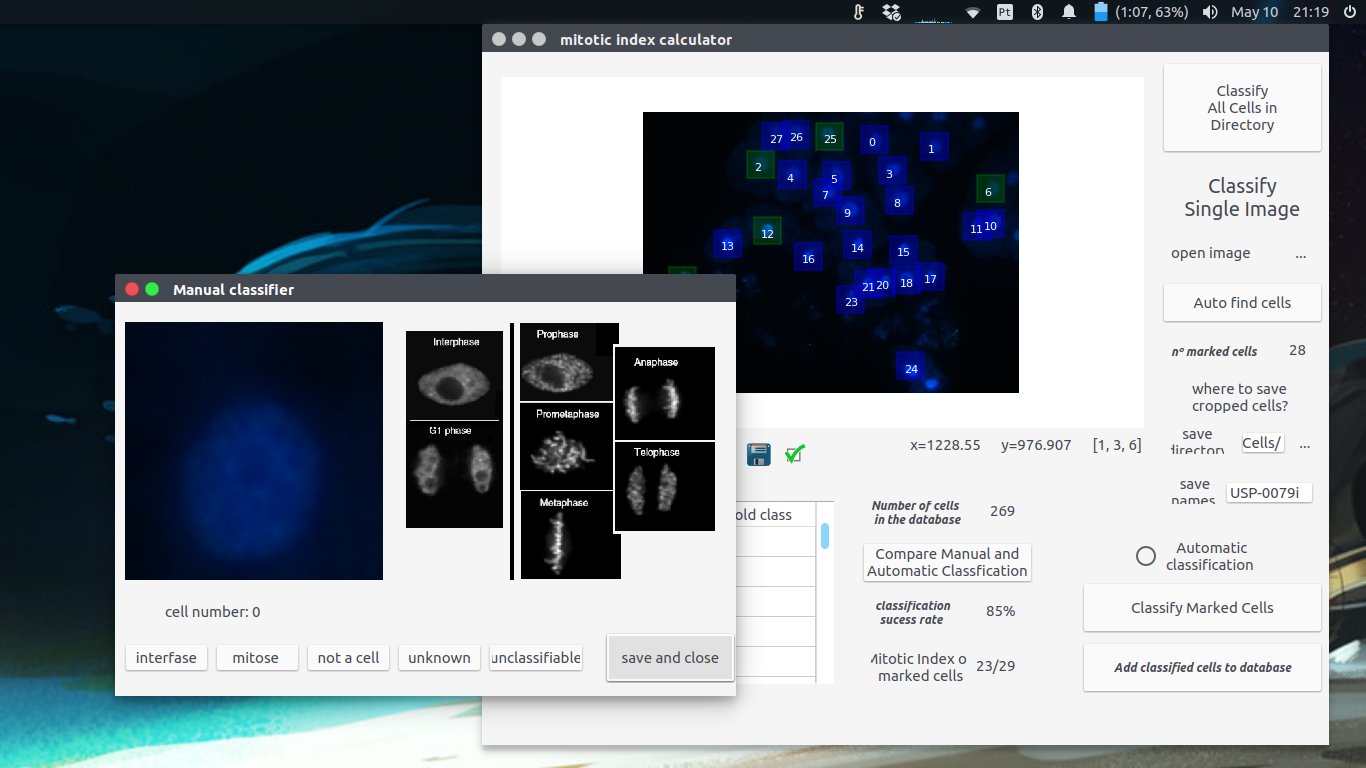 Pt
(1:07, 63%)
May 10
21:19
mitotic index calculator
Classify
All Cells in
Directory
27
26
25
0
1
2
4
5
3
6
7
8
9
12
11
10
13
14
15
16
21
20
18
17
23
24
Classify
Single Image
open image
...
Auto find cells
nº marked cells
28
where to save
cropped cells?
save
directory
Cells/
...
save
names
USP-0079i
x=1228.55
y=976.907
[1, 3, 6]
old class
Number of cells
in the database
269
Compare Manual and
Automatic Classfication
classification
sucess rate
85%
Mitotic Index o
marked cells
23/29
Automatic
classification
Classify Marked Cells
Add classified cells to database
Manual classifier
Interphase
G1 phase
Prophase
Prometaphase
Metaphase
Anaphase
Telophase
cell number: 0
interfase
mitose
not a cell
unknown
unclassifiable
save and close